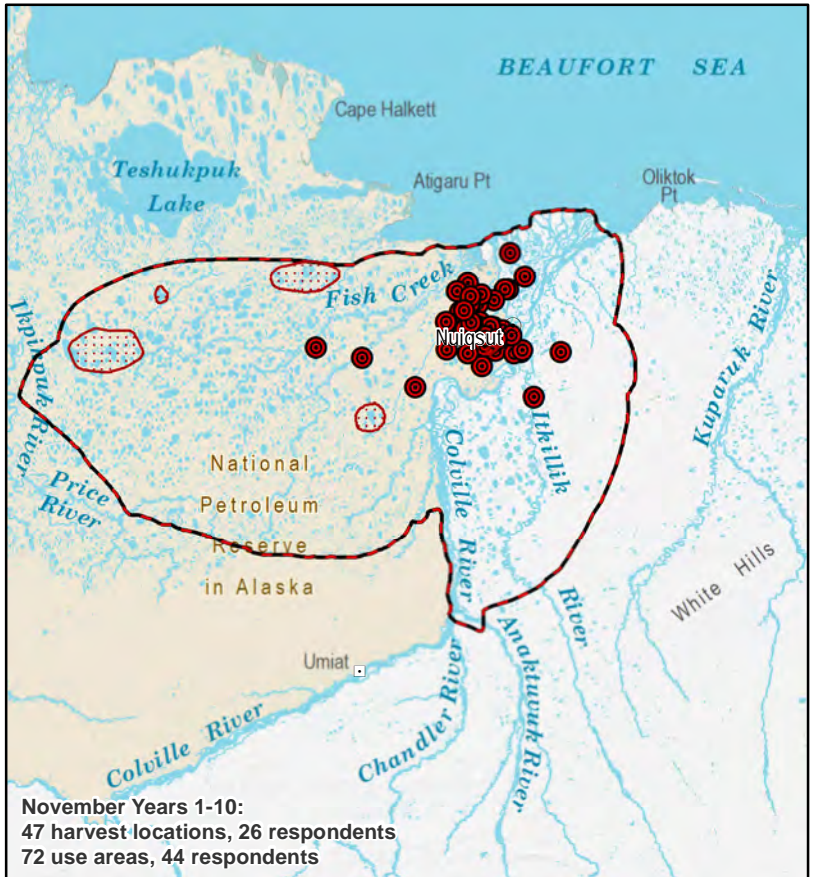 BEAUFORT SEA
Cape Halkett
Teshukpuk
Lake
Atigaru Pt
Oliktok
Pt
Fish Creek
Ikpikpuk River
Nuiqsut
Kuparuk River
Itkillik
River
Colville River
Price
River
National
Petroleum
Reserve
in Alaska
White Hills
Umiat
Anaktuvuk River
Chandler River
Colville River
November Years 1-10:
47 harvest locations, 26 respondents
72 use areas, 44 respondents